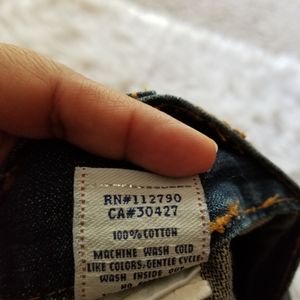 RN#112790
CA#30427
100%COTTON
MACHINE WASH COLD
LIKE COLORS, GENTLE CYCLE.
WASH INSIDE OUT